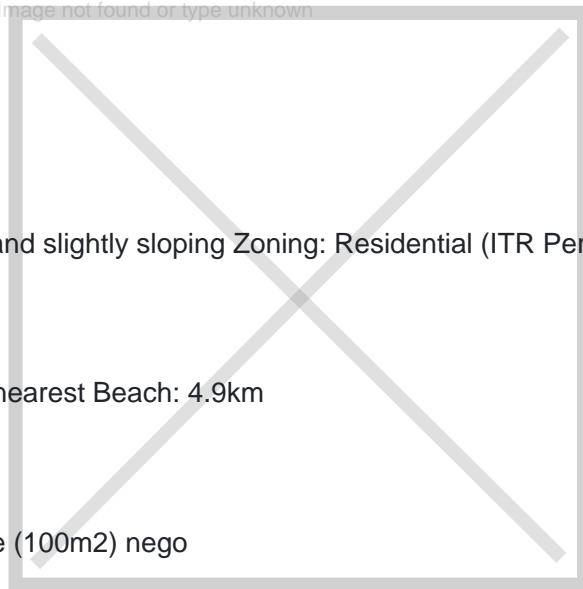 Image not found or type unknown
and slightly sloping Zoning: Residential (ITR Per
nearest Beach: 4.9km
(100m2) nego